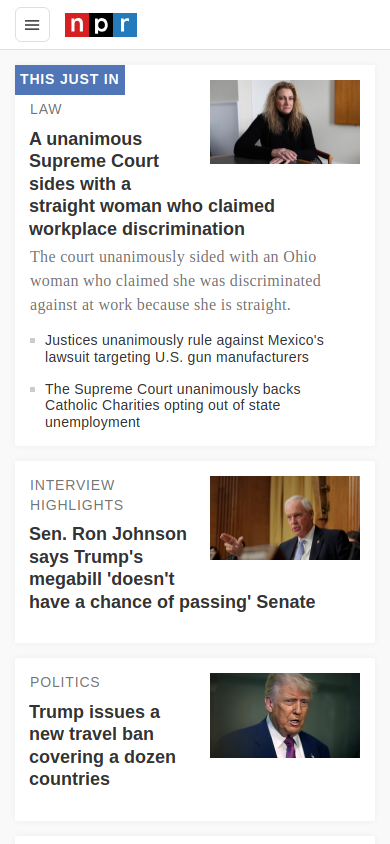 npr
THIS JUST IN
LAW
A unanimous
Supreme Court
sides with a
straight woman who claimed
workplace discrimination
The court unanimously sided with an Ohio
woman who claimed she was discriminated
against at work because she is straight.
Justices unanimously rule against Mexico's
lawsuit targeting U.S. gun manufacturers
The Supreme Court unanimously backs
Catholic Charities opting out of state
unemployment
INTERVIEW
HIGHLIGHTS
Sen. Ron Johnson
says Trump's
megabill 'doesn't
have a chance of passing' Senate
POLITICS
Trump issues a
new travel ban
covering a dozen
countries